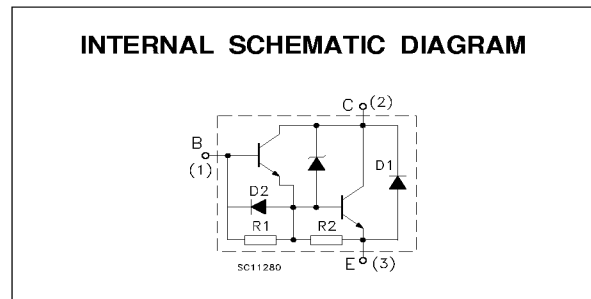 INTERNAL SCHEMATIC DIAGRAM
C (2)
B
(1)
D1
D2
R1 R2
SC11280
E (3)